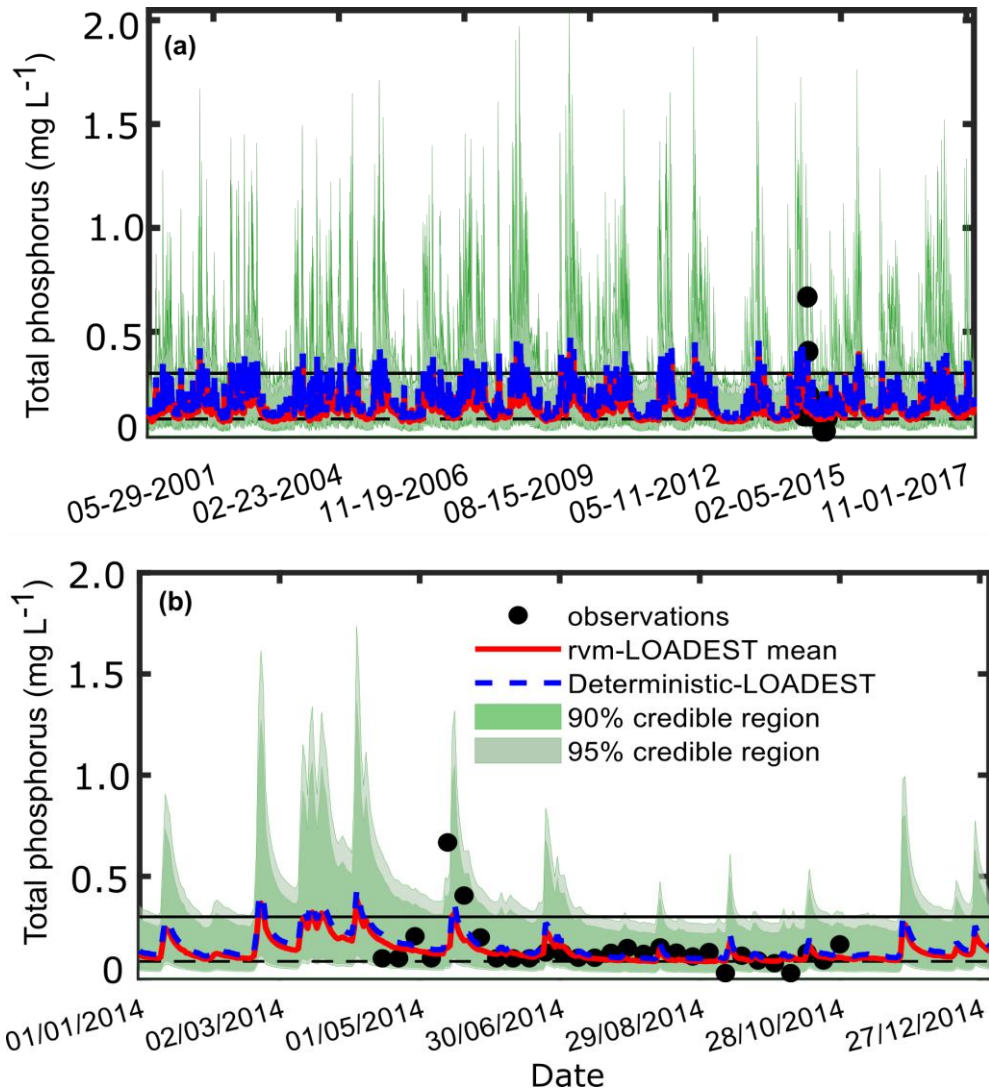 (a)
Total phosphorus (mg L⁻¹)
2.0
1.5
1.0
0.5
0
05-29-2001
02-23-2004
11-19-2006
08-15-2009
05-11-2012
02-05-2015
11-01-2017
(b)
Total phosphorus (mg L⁻¹)
2.0
1.5
1.0
0.5
0
observations
rvm-LOADEST mean
Deterministic-LOADEST
90% credible region
95% credible region
01/01/2014
02/03/2014
01/05/2014
30/06/2014
29/08/2014
28/10/2014
27/12/2014
Date